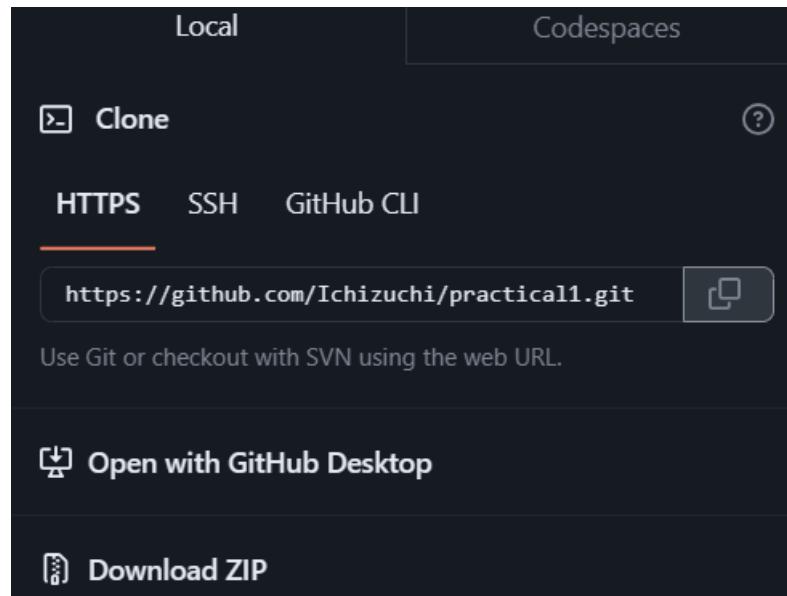 Local Codespaces
Clone
HTTPS SSH GitHub CLI
https://github.com/Ichizuchi/practical1.git
Use Git or checkout with SVN using the web URL.
Open with GitHub Desktop
Download ZIP